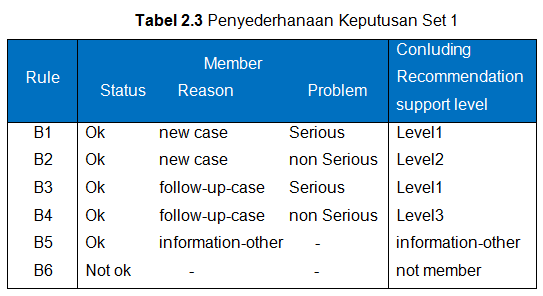 Tabel 2.3 Penyederhanaan Keputusan Set 1
Rule Member Conluding Recommendation support level
Status Reason Problem
B1 Ok new case Serious Level1
B2 Ok new case non Serious Level2
B3 Ok follow-up-case Serious Level1
B4 Ok follow-up-case non Serious Level3
B5 Ok information-other - information-other
B6 Not ok - - not member